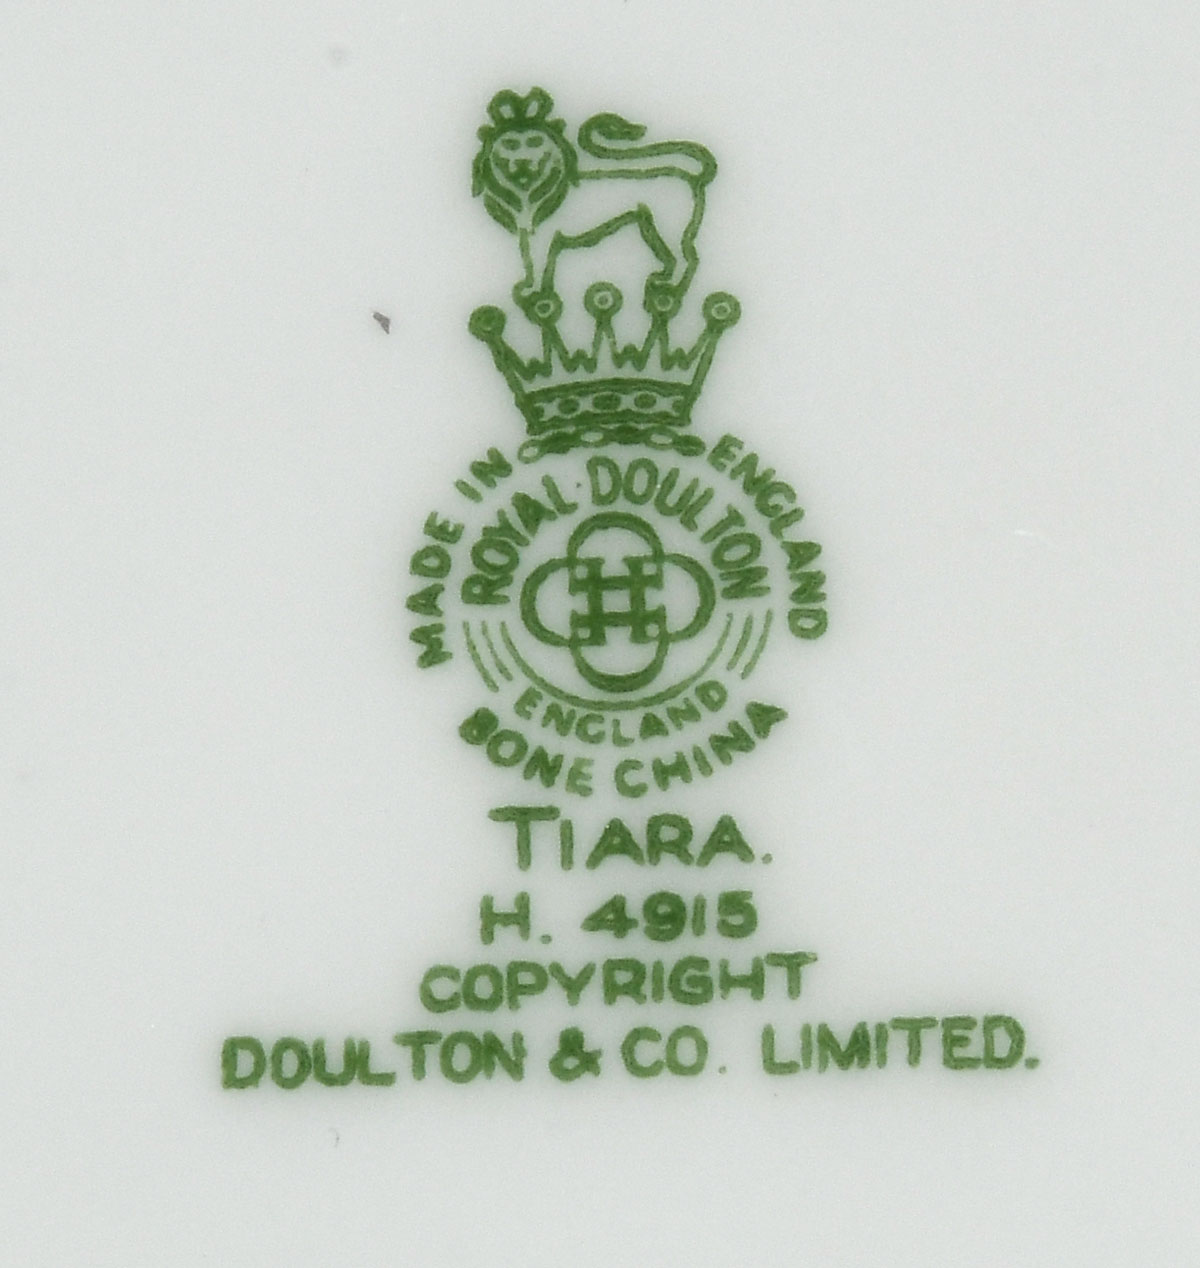 MADE IN ENGLAND
ROYAL DOULTON
ENGLAND
BONE CHINA
TIARA.
H. 4915
COPYRIGHT
DOULTON & CO. LIMITED.